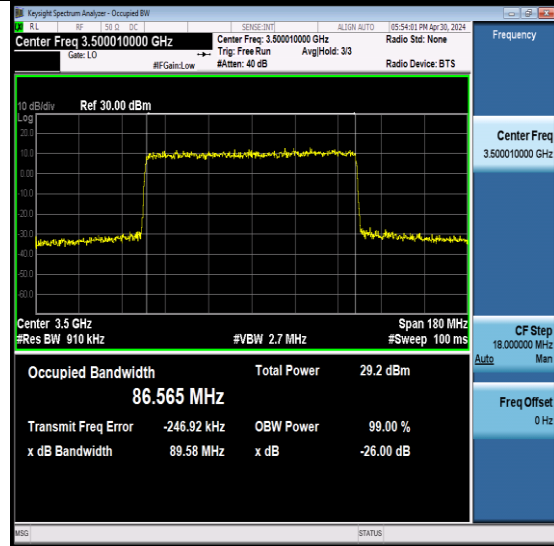 Keysight Spectrum Analyzer - Occupied BW
RL RF 50 Ω DC SENSE:INT ALIGN AUTO 05:54:01 PM Apr 30, 2024
Center Freq 3.500010000 GHz Center Freq: 3.500010000 GHz Radio Std: None Frequency
Gate: LO Trig: Free Run Avg|Hold: 3/3
#IFGain:Low #Atten: 40 dB Radio Device: BTS
10 dB/div Ref 30.00 dBm
Log
20.0
10.0
0.00
-10.0
-20.0
-30.0
-40.0
-50.0
-60.0
Center Freq
3.500010000 GHz
Center 3.5 GHz Span 180 MHz
#Res BW 910 kHz #VBW 2.7 MHz #Sweep 100 ms
CF Step
18.000000 MHz
Auto Man
Occupied Bandwidth Total Power 29.2 dBm
86.565 MHz
Transmit Freq Error -246.92 kHz OBW Power 99.00 %
x dB Bandwidth 89.58 MHz x dB -26.00 dB
Freq Offset
0 Hz
MSG STATUS